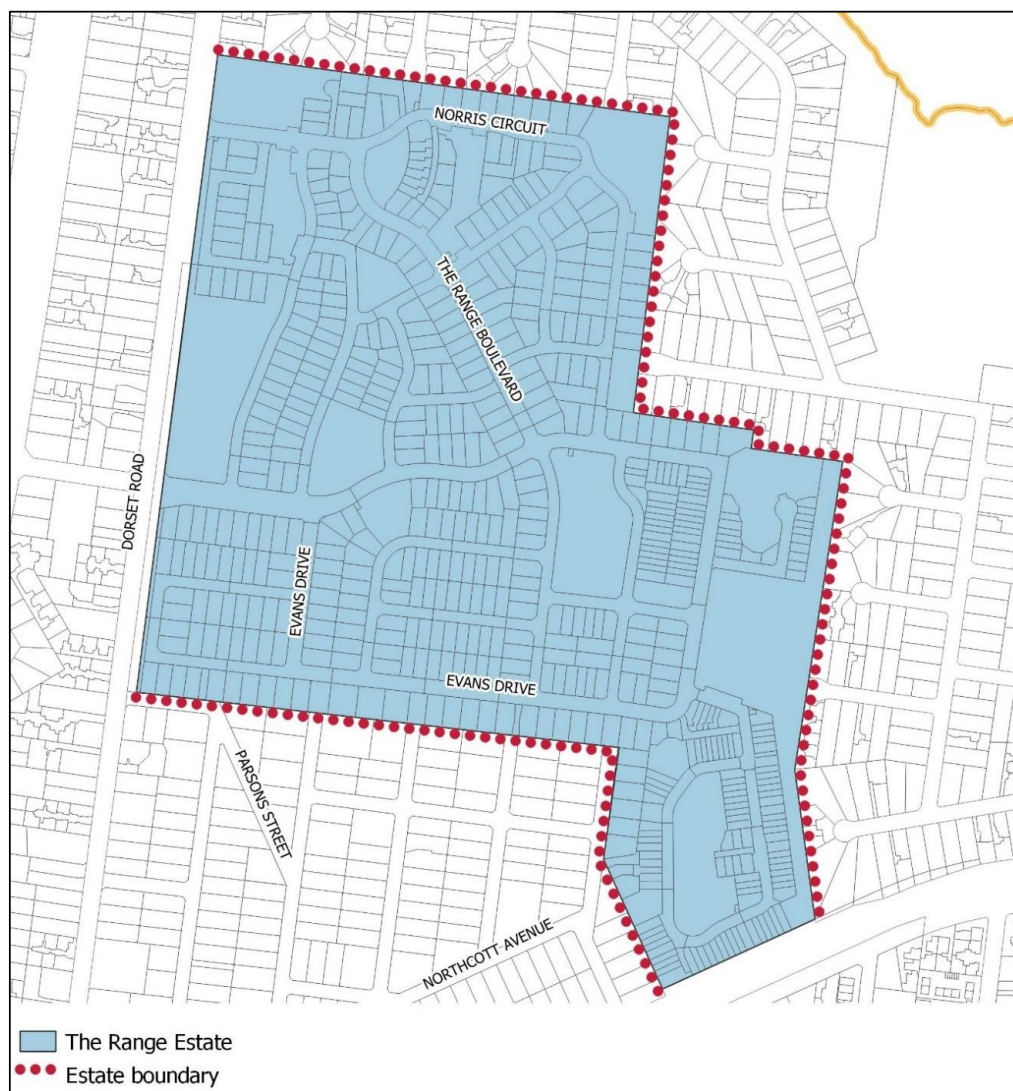 NORRIS CIRCUIT
THE RANGE BOULEVARD
DORSET ROAD
EVANS DRIVE
EVANS DRIVE
PARSONS STREET
NORTHCOTT AVENUE
The Range Estate
Estate boundary